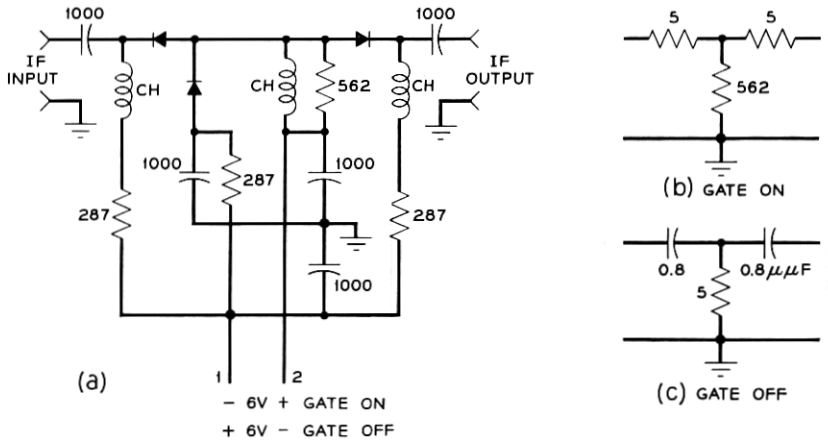 1000
1000
5
5
IF
INPUT
CH
CH
562
CH
IF
OUTPUT
562
1000
287
1000
287
287
(b) GATE ON
1000
0.8
0.8μμF
5
(a)
1
2
– 6V + GATE ON
+ 6V – GATE OFF
(c) GATE OFF